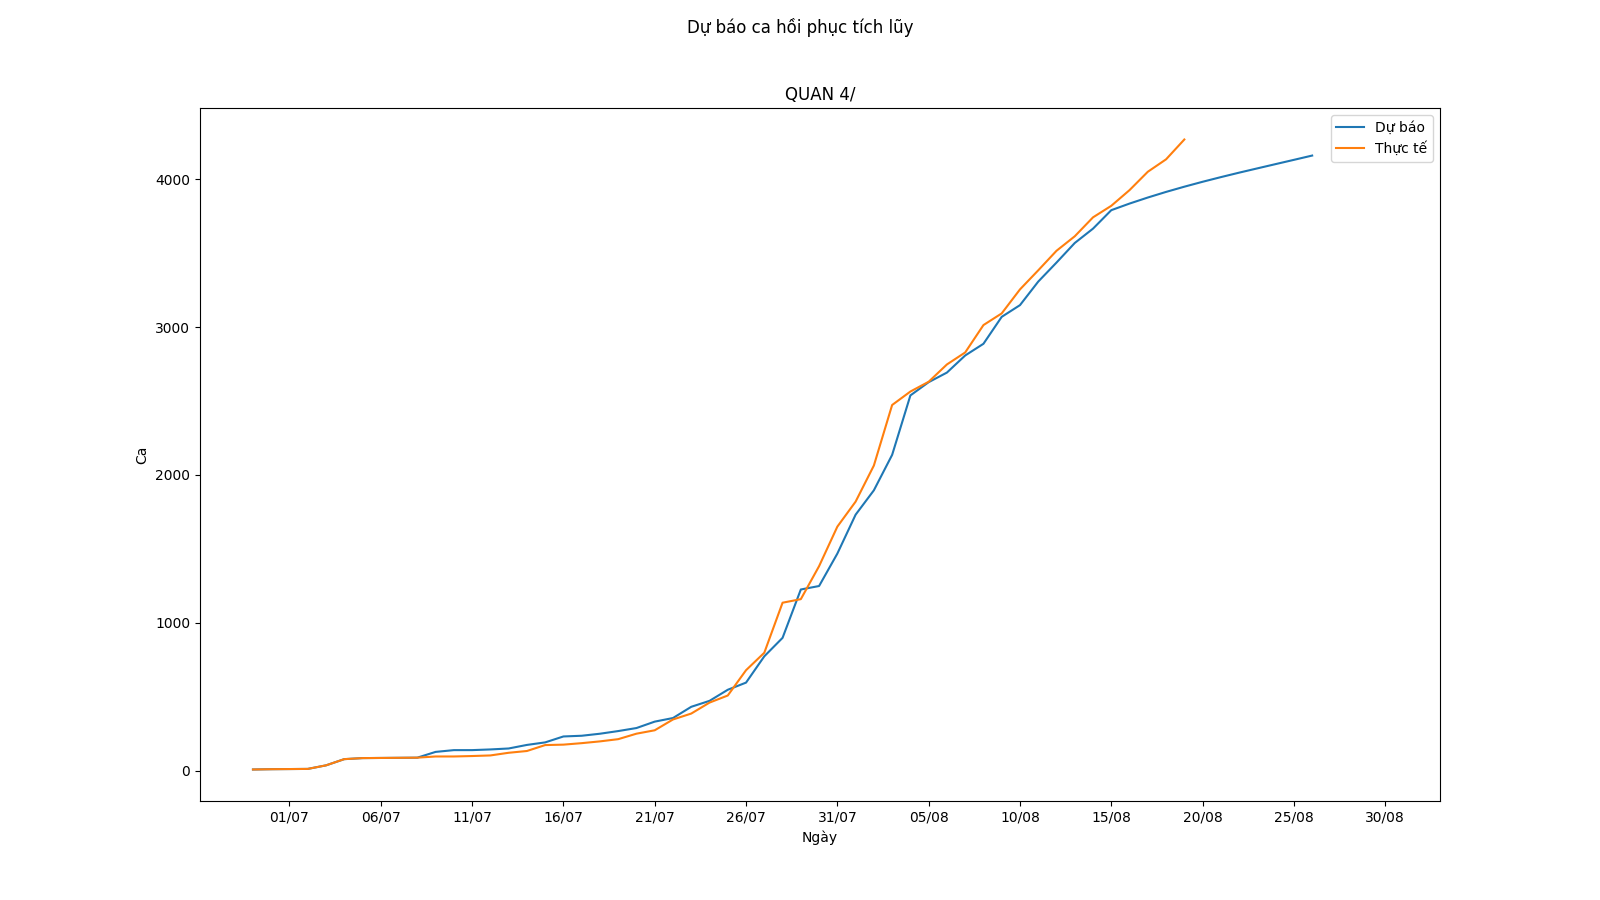 Dự báo ca hồi phục tích lũy
QUAN 4/
Dự báo
Thực tế
4000
3000
2000
1000
0
Ca
01/07 06/07 11/07 16/07 21/07 26/07 31/07 05/08 10/08 15/08 20/08 25/08 30/08
Ngày